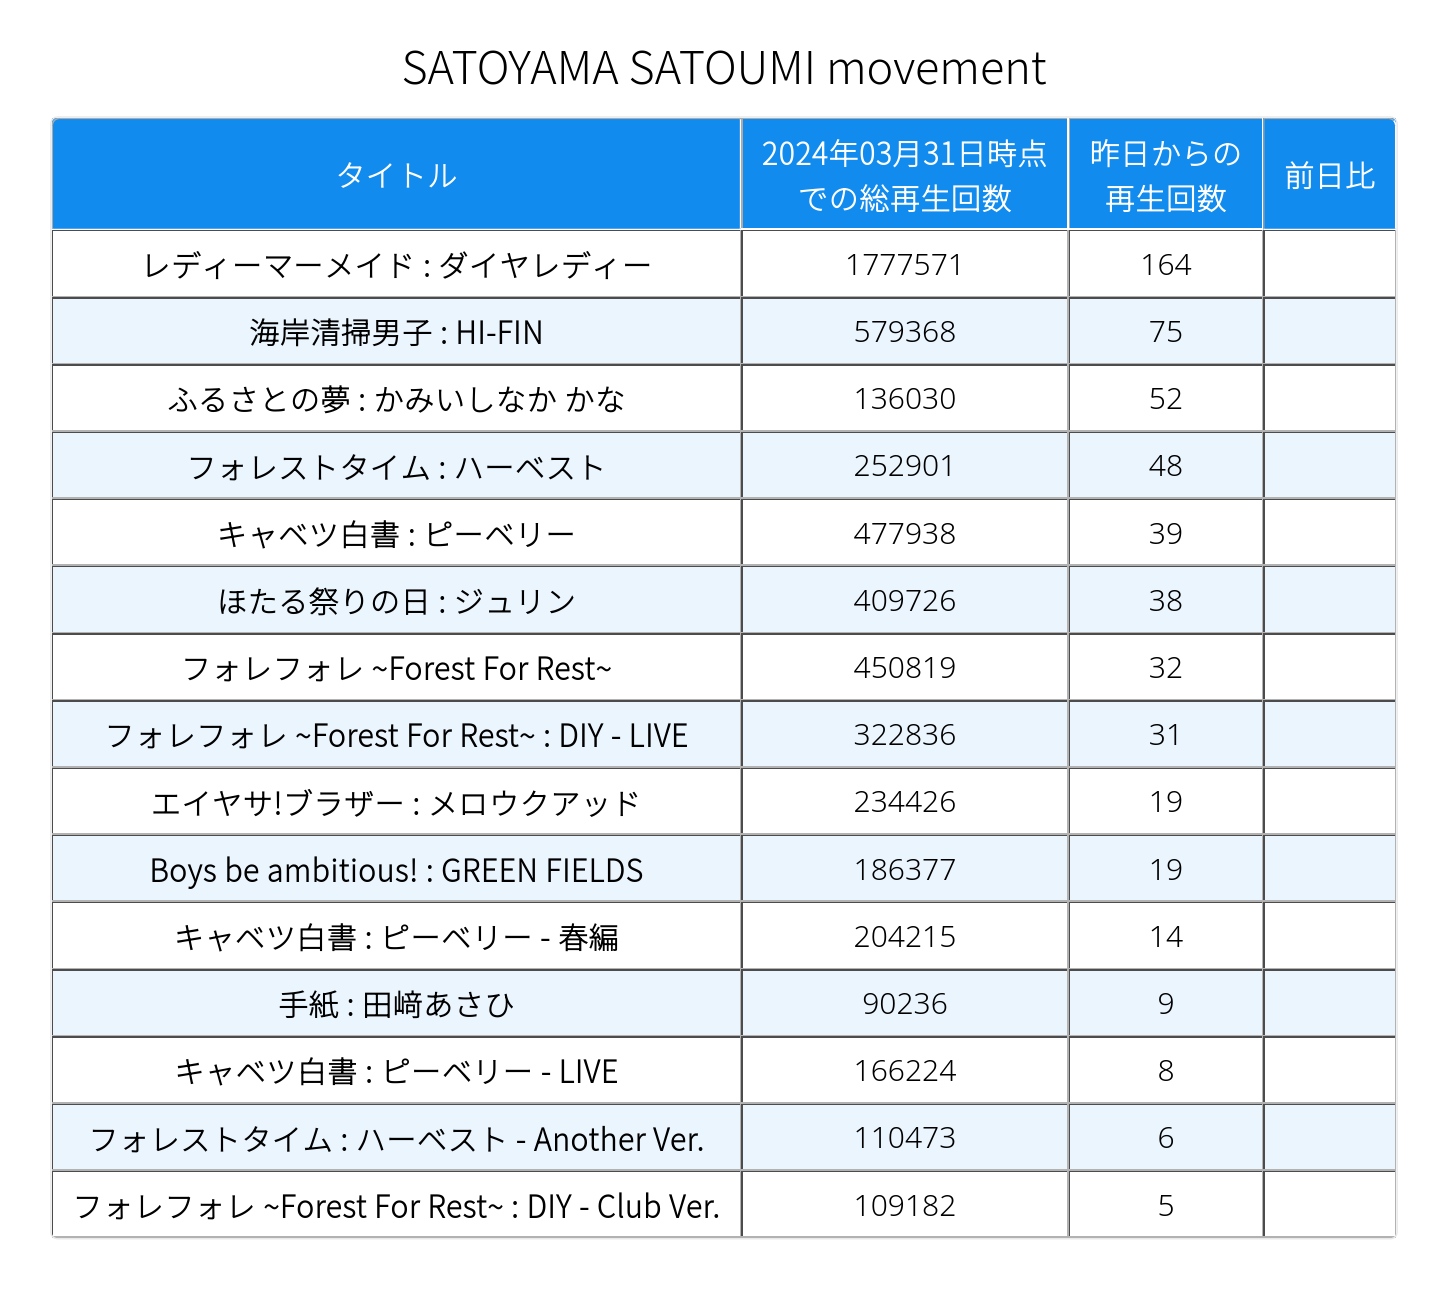 SATOYAMA SATOUMI movement
タイトル 2024年03月31日時点での総再生回数 昨日からの再生回数 前日比
レディーマーメイド : ダイヤレディー 1777571 164
海岸清掃男子 : HI-FIN 579368 75
ふるさとの夢 : かみいしなか かな 136030 52
フォレストタイム : ハーベスト 252901 48
キャベツ白書 : ピーベリー 477938 39
ほたる祭りの日 : ジュリン 409726 38
フォレフォレ ~Forest For Rest~ 450819 32
フォレフォレ ~Forest For Rest~ : DIY - LIVE 322836 31
エイヤサ!ブラザー : メロウクアッド 234426 19
Boys be ambitious! : GREEN FIELDS 186377 19
キャベツ白書 : ピーベリー - 春編 204215 14
手紙 : 田﨑あさひ 90236 9
キャベツ白書 : ピーベリー - LIVE 166224 8
フォレストタイム : ハーベスト - Another Ver. 110473 6
フォレフォレ ~Forest For Rest~ : DIY - Club Ver. 109182 5